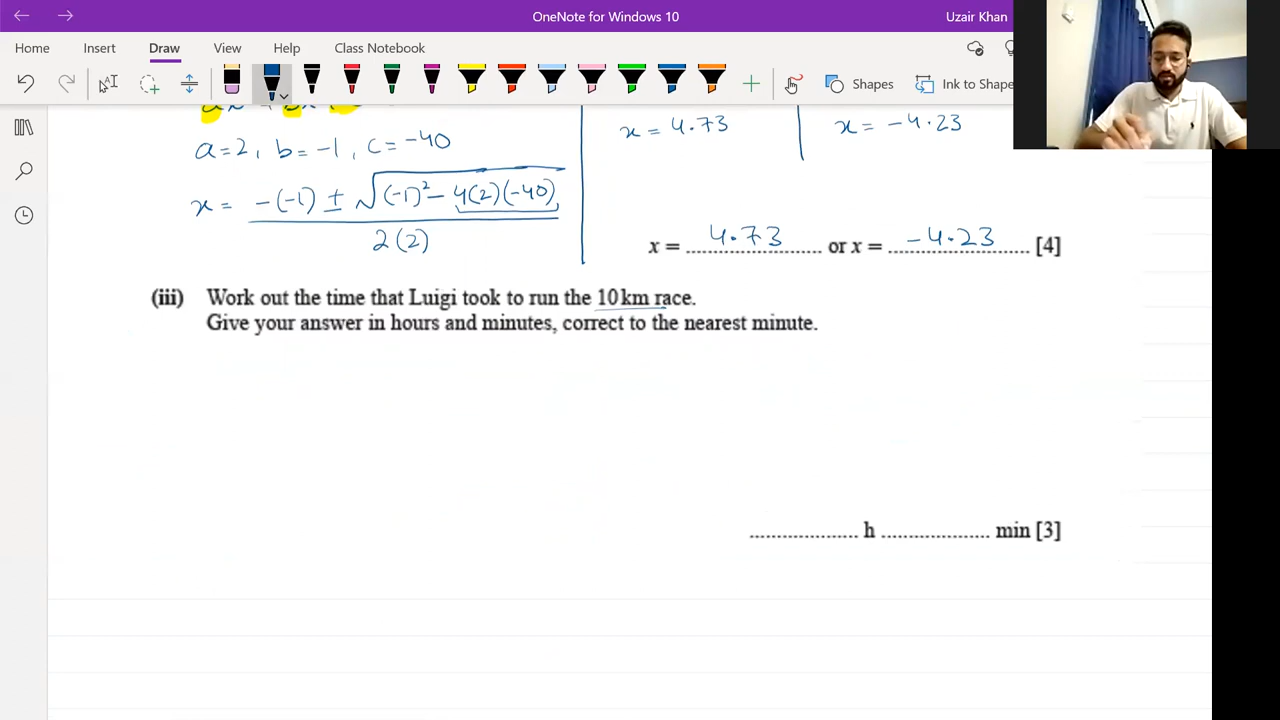 OneNote for Windows 10
Uzair Khan
Home Insert Draw View Help Class Notebook
Shapes
Ink to Shape
a=2, b=-1, c=-40
x = 4.73
x = -4.23
x = -(-1) ± √(-1)² - 4(2)(-40)
2(2)
x = 4.73 or x = -4.23 [4]
(iii) Work out the time that Luigi took to run the 10 km race.
Give your answer in hours and minutes, correct to the nearest minute.
.................... h .................... min [3]